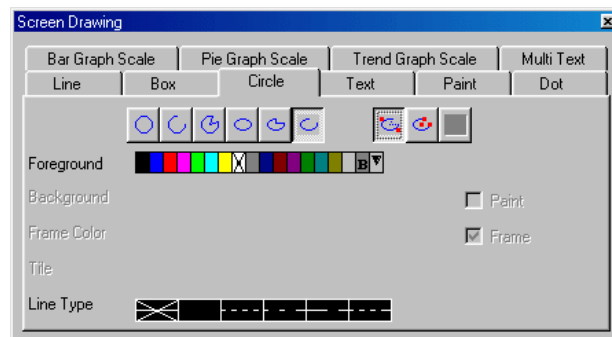 Screen Drawing
Bar Graph Scale Pie Graph Scale Trend Graph Scale Multi Text
Line Box Circle Text Paint Dot
Foreground B
Background Paint
Frame Color Frame
Tile
Line Type